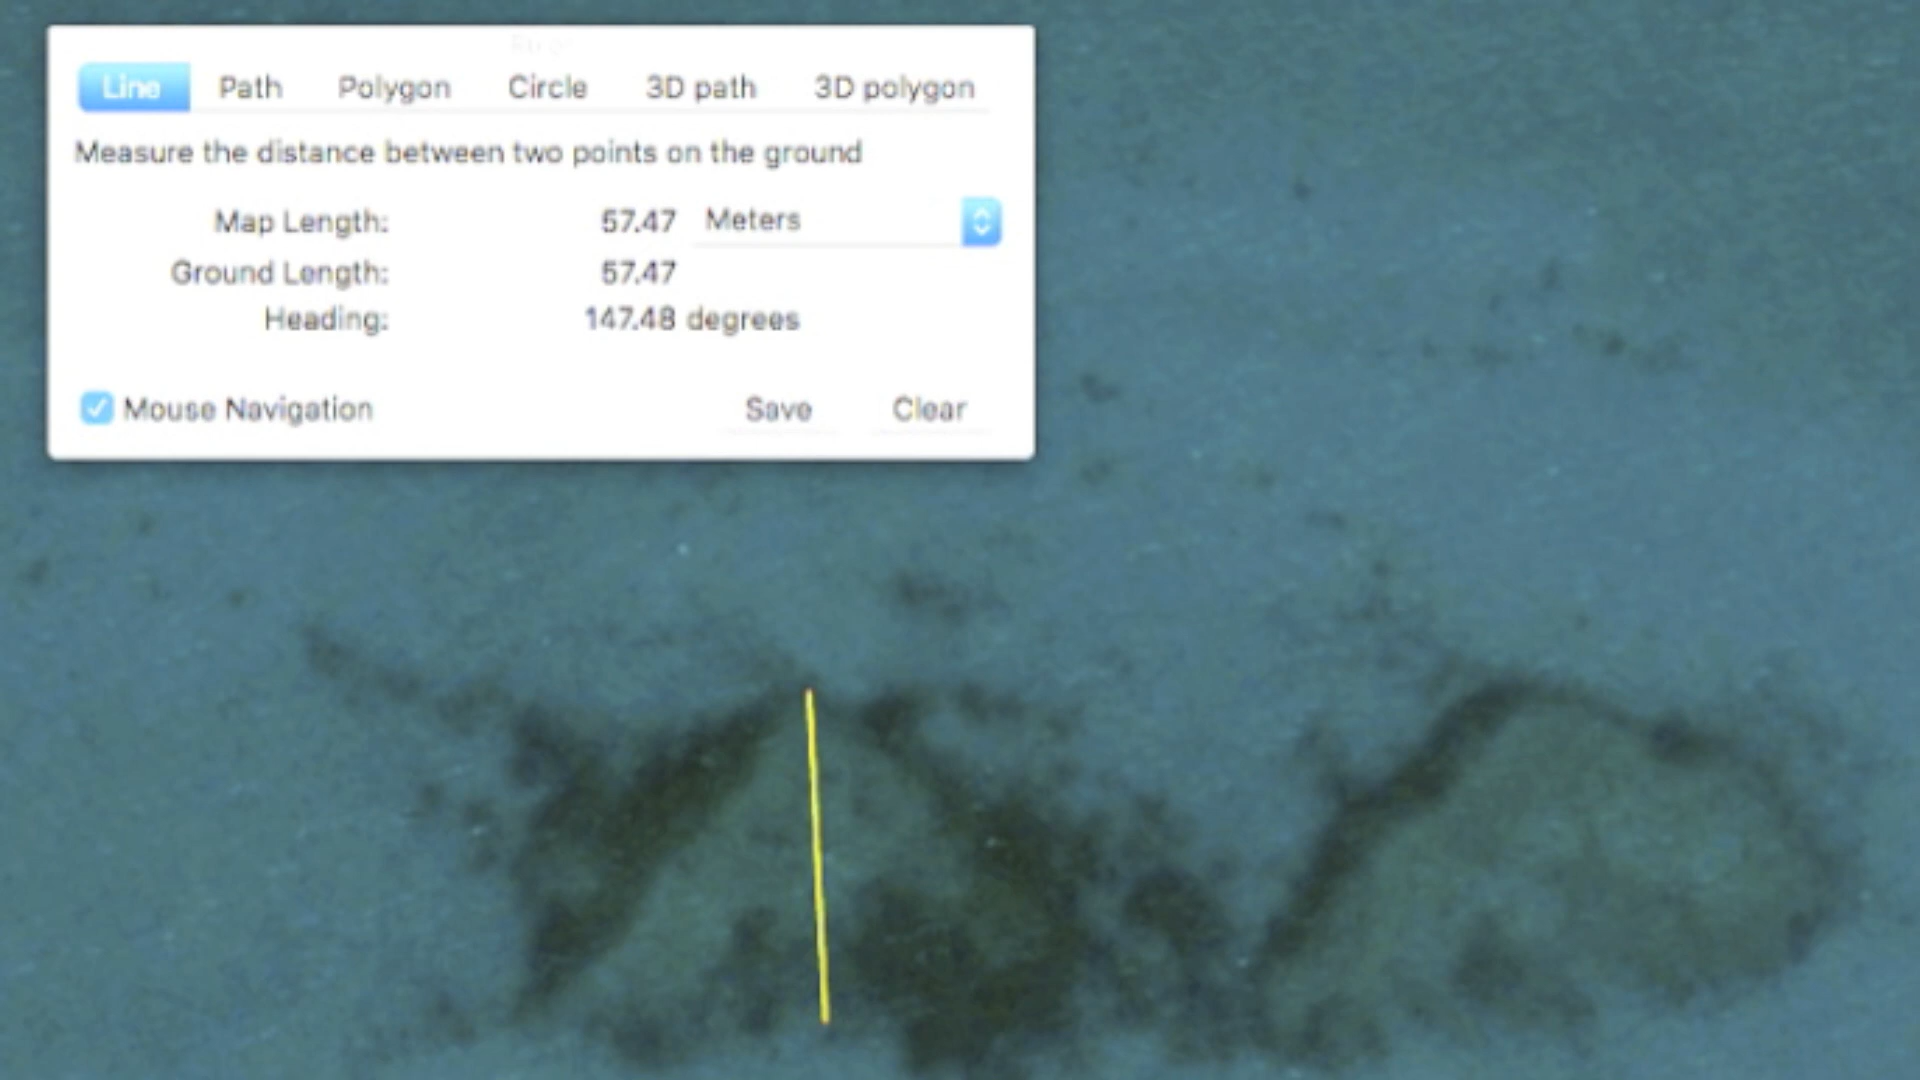 Line Path Polygon Circle 3D path 3D polygon
Measure the distance between two points on the ground
Map Length: 57.47 Meters
Ground Length: 57.47
Heading: 147.48 degrees
Mouse Navigation Save Clear